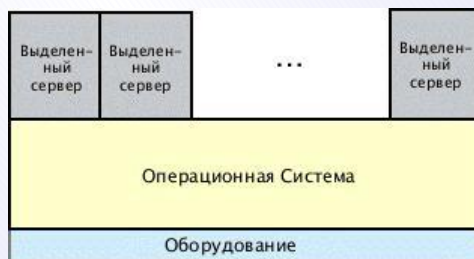 Выделен-
ный
сервер
Выделен-
ный
сервер
...
Выделен-
ный
сервер
Операционная Система
Оборудование